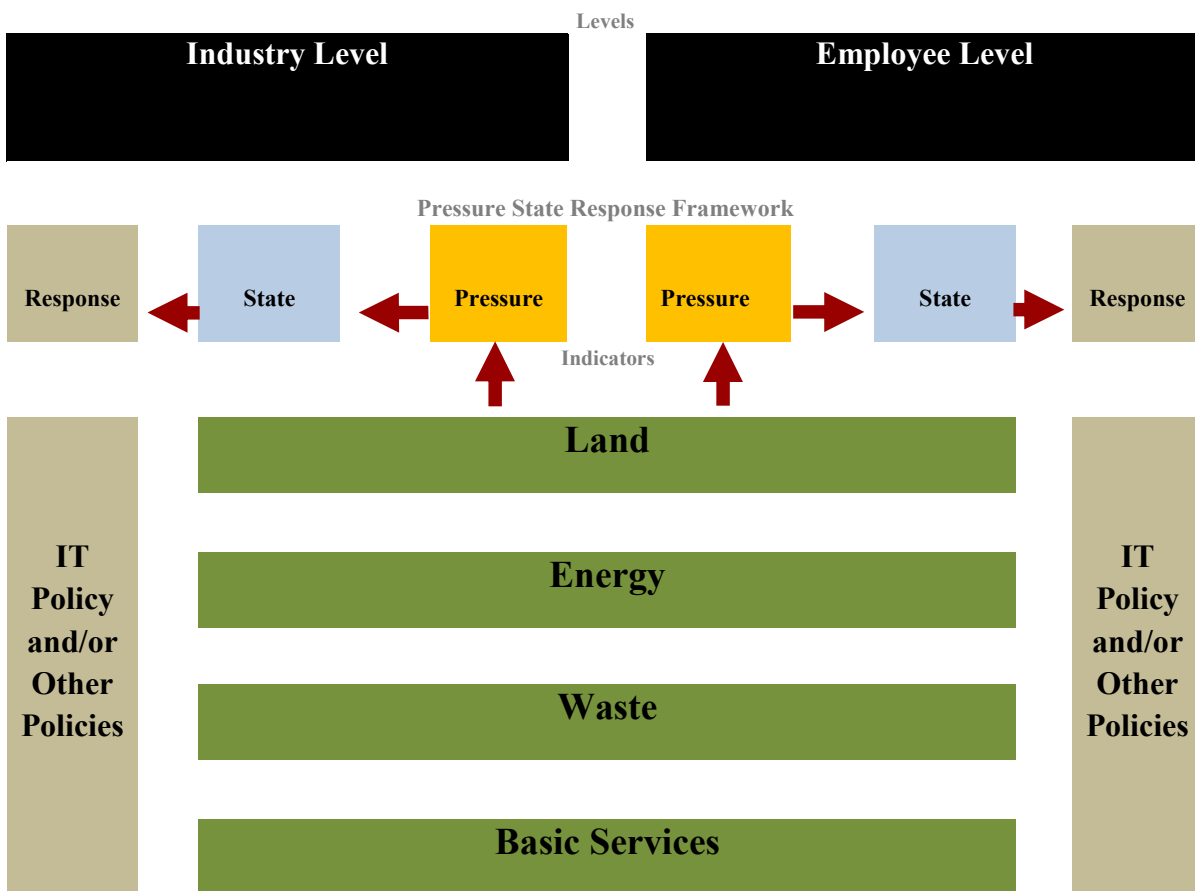 Levels
Industry Level
Employee Level
Pressure State Response Framework
Response
State
Pressure
Pressure
State
Response
Indicators
Land
Energy
Waste
Basic Services
IT
Policy
and/or
Other
Policies
IT
Policy
and/or
Other
Policies